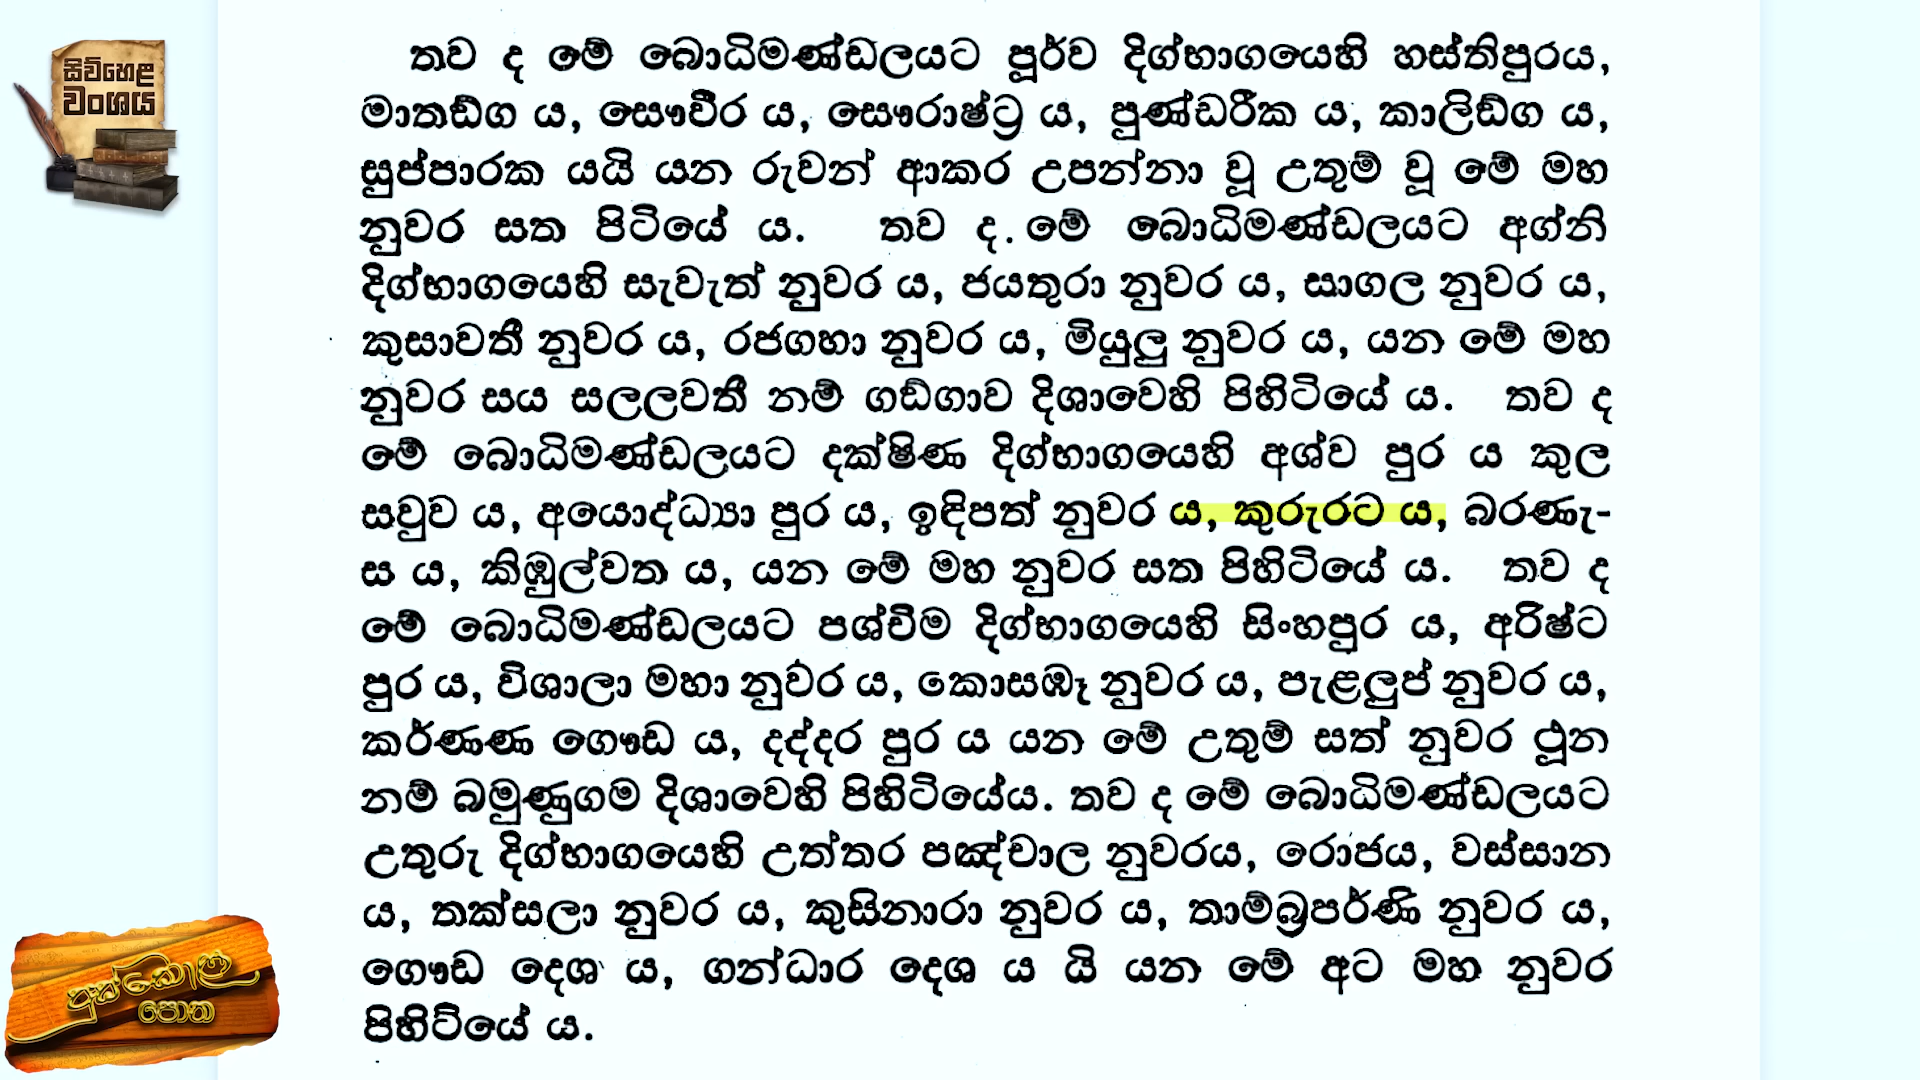 සිව්හෙළ
වංශය
තව ද මේ බොධිමණ්ඩලයට පූර්ව දිග්භාගයෙහි හස්තිපුරය,
මාතඞ්ග ය, සෞවීර ය, සෞරාෂ්ට්‍ර ය, පුණ්ඩරීක ය, කාලිඞ්ග ය,
සුප්පාරක යයි යන රුවන් ආකර උපන්නා වූ උතුම් වූ මේ මහ
නුවර සත පිටියේ ය. තව ද. මේ බොධිමණ්ඩලයට අග්නි
දිග්භාගයෙහි සැවැත් නුවර ය, ජයතුරා නුවර ය, සාගල නුවර ය,
කුසාවතී නුවර ය, රජගහා නුවර ය, මියුලු නුවර ය, යන මේ මහ
නුවර සය සලලවතී නම් ගඞ්ගාව දිශාවෙහි පිහිටියේ ය. තව ද
මේ බොධිමණ්ඩලයට දක්ෂිණ දිග්භාගයෙහි අශ්ව පුර ය කුල
සවුව ය, අයොද්ධ්‍යා පුර ය, ඉඳිපත් නුවර ය, කුරුරට ය, බරණැ-
ස ය, කිඹුල්වත ය, යන මේ මහ නුවර සත පිහිටියේ ය. තව ද
මේ බොධිමණ්ඩලයට පශ්චිම දිග්භාගයෙහි සිංහපුර ය, අරිෂ්ට
පුර ය, විශාලා මහා නුවර ය, කොසඹෑ නුවර ය, පැළලුප් නුවර ය,
කර්ණණ ගෞඩ ය, දද්දර පුර ය යන මේ උතුම් සත් නුවර ථූන
නම් බමුණුගම දිශාවෙහි පිහිටියේය. තව ද මේ බොධිමණ්ඩලයට
උතුරු දිග්භාගයෙහි උත්තර පඤ්චාල නුවරය, රොජය, වස්සාන
ය, තක්සලා නුවර ය, කුසිනාරා නුවර ය, තාම්‍රපර්ණි නුවර ය,
ගෞඩ දෙශ ය, ගන්ධාර දෙශ ය යි යන මේ අට මහ නුවර
පිහිටියේ ය.
පුස්කොළ
පොත